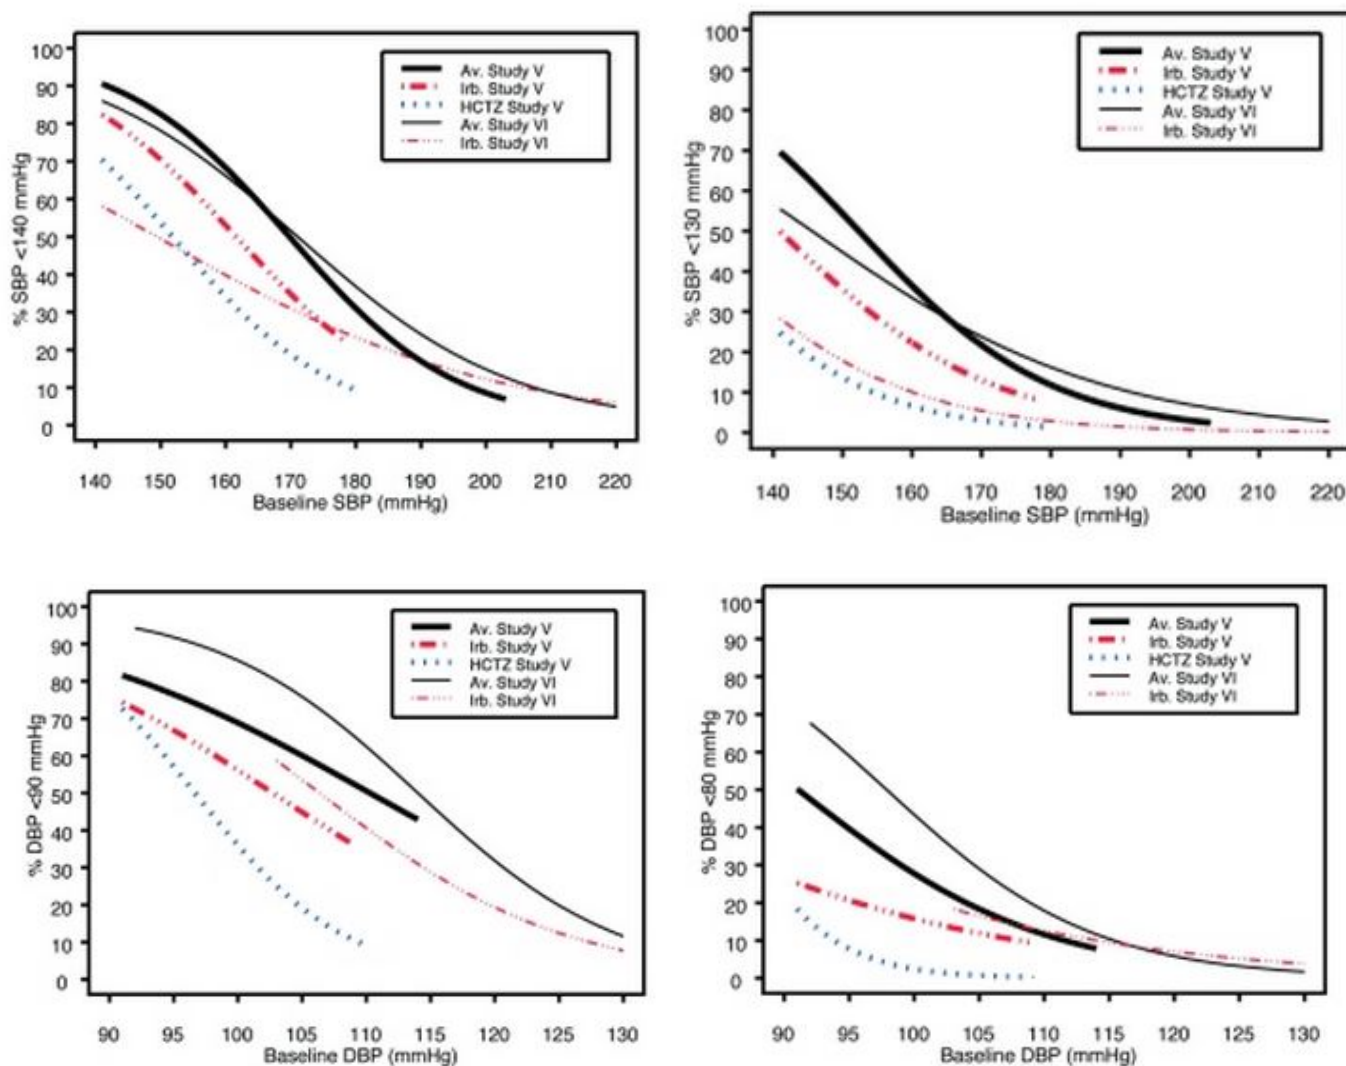 % SBP <140 mmHg
100
90
80
70
60
50
40
30
20
10
0
Av. Study V
Irb. Study V
HCTZ Study V
Av. Study VI
Irb. Study VI
140 150 160 170 180 190 200 210 220
Baseline SBP (mmHg)
% SBP <130 mmHg
100
90
80
70
60
50
40
30
20
10
0
Av. Study V
Irb. Study V
HCTZ Study V
Av. Study VI
Irb. Study VI
140 150 160 170 180 190 200 210 220
Baseline SBP (mmHg)
% DBP <90 mmHg
100
90
80
70
60
50
40
30
20
10
0
Av. Study V
Irb. Study V
HCTZ Study V
Av. Study VI
Irb. Study VI
90 95 100 105 110 115 120 125 130
Baseline DBP (mmHg)
% DBP <80 mmHg
100
90
80
70
60
50
40
30
20
10
0
Av. Study V
Irb. Study V
HCTZ Study V
Av. Study VI
Irb. Study VI
90 95 100 105 110 115 120 125 130
Baseline DBP (mmHg)